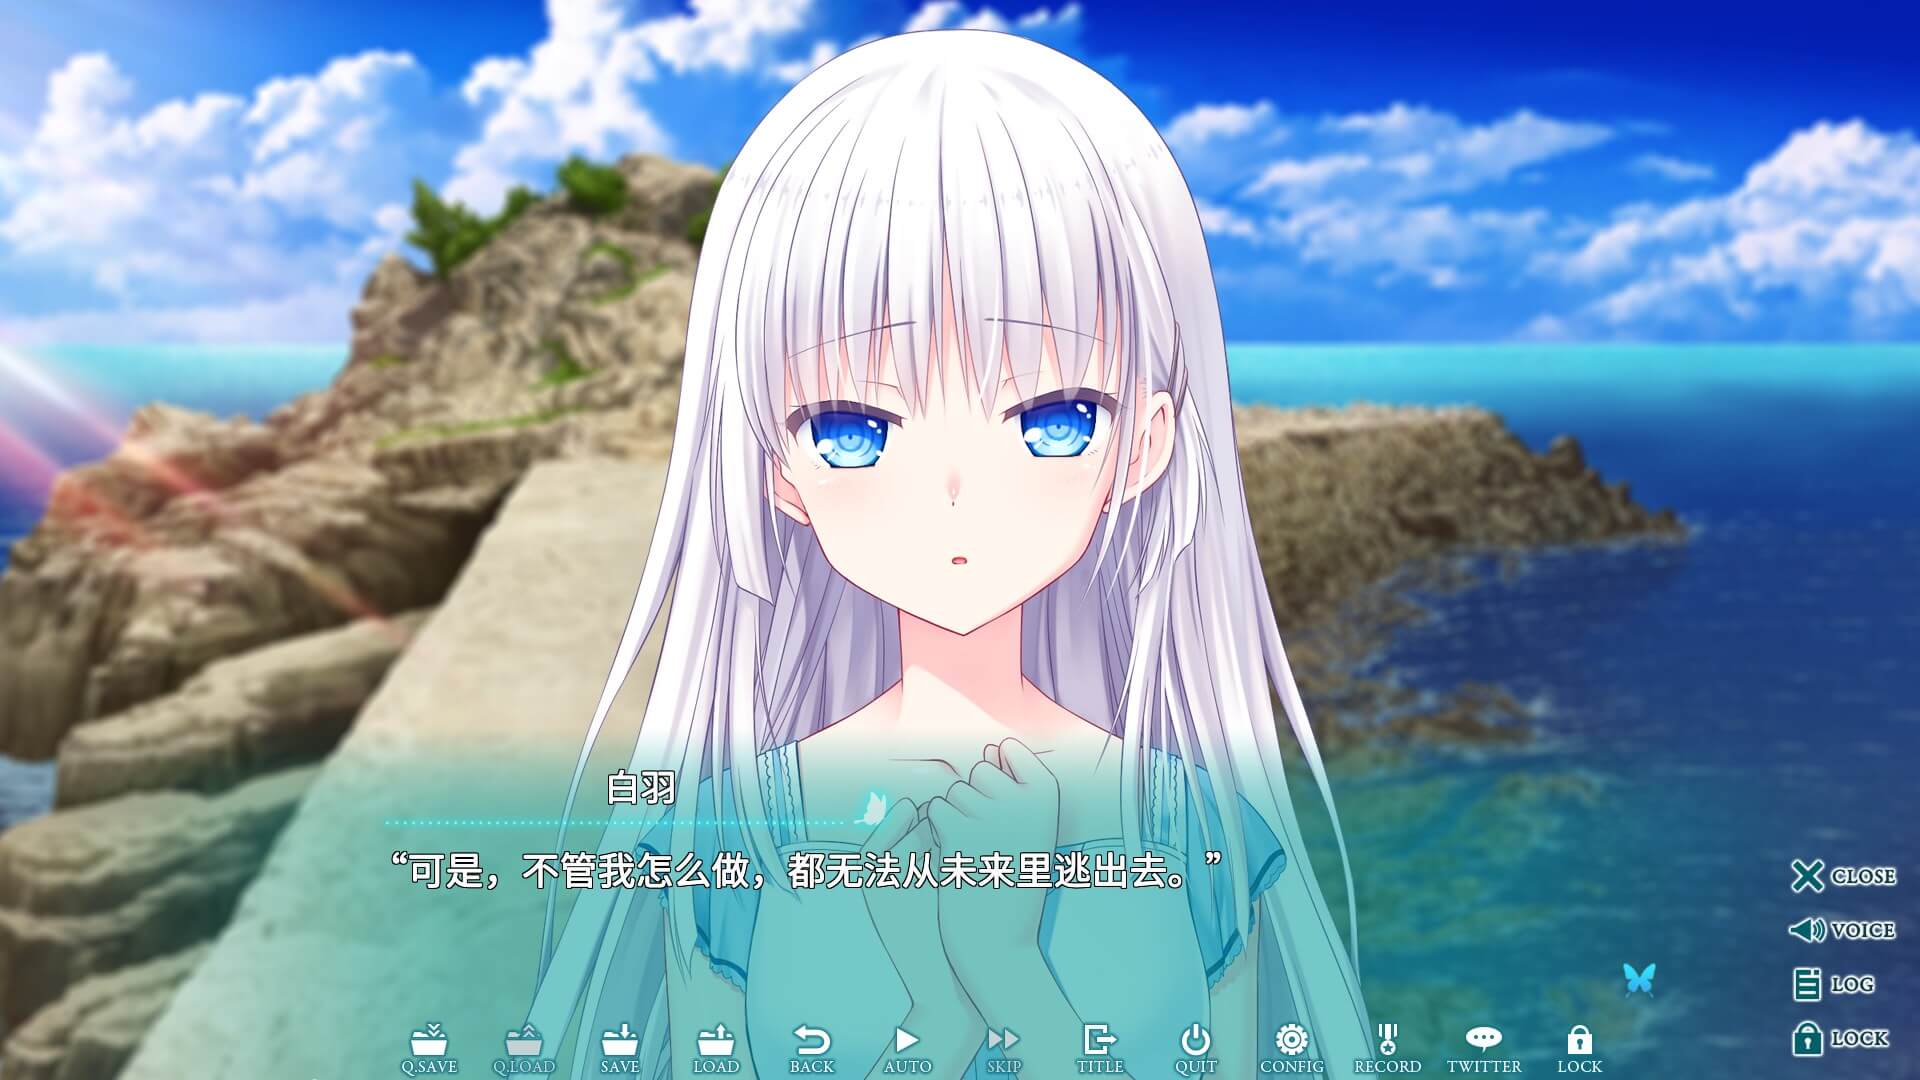 白羽
“可是，不管我怎么做，都无法从未来里逃出去。”
CLOSE
VOICE
LOG
LOCK
Q.SAVE Q.LOAD SAVE LOAD BACK AUTO SKIP TITLE QUIT CONFIG RECORD TWITTER LOCK